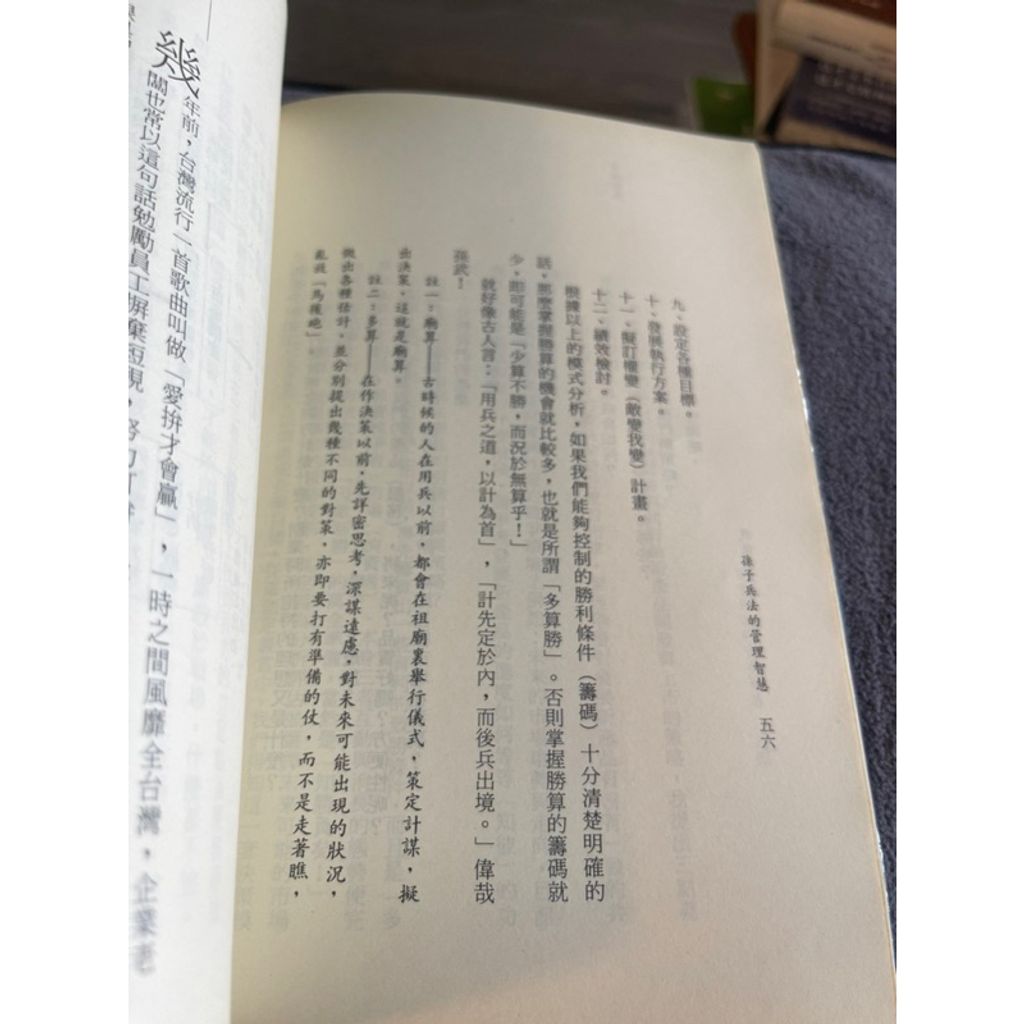 孫子兵法的管理智慧
五六
九、設定各種目標。
十、發展執行方案。
十一、擬訂權變（敵變我變）計畫。
十二、績效檢討。
根據以上的模式分析，如果我們能夠控制的勝利條件（籌碼）十分清楚明確的
話，那麼掌握勝算的機會就比較多，也就是所謂「多算勝」。否則掌握勝算的籌碼就
少，即可能是「少算不勝，而況於無算乎！」
就好像古人言：「用兵之道，以計為首」，「計先定於內，而後兵出境。」偉哉
孫武！
註一：廟算——古時候的人在用兵以前，都會在祖廟裏舉行儀式，策定計謀，擬
出決策，這就是廟算。
註二：多算——在作決策以前，先詳密思考，深謀遠慮，對未來可能出現的狀況，
做出各種估計，並分別提出幾種不同的對策，亦即要打有準備的仗，而不是走著瞧，
亂放「馬後炮」。
幾年前，台灣流行一首歌曲叫做「愛拚才會贏」，一時之間風靡全台灣，企業老
闆也常以這句話勉勵員工摒棄短視，努力